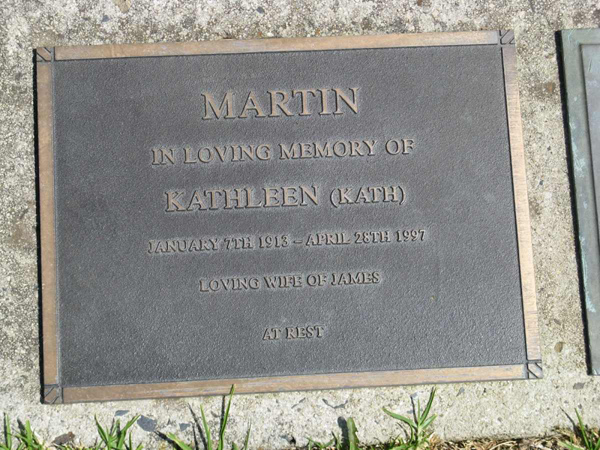 MARTIN
IN LOVING MEMORY OF
KATHLEEN (KATH)
JANUARY 7TH 1913 – APRIL 28TH 1997
LOVING WIFE OF JAMES
AT REST